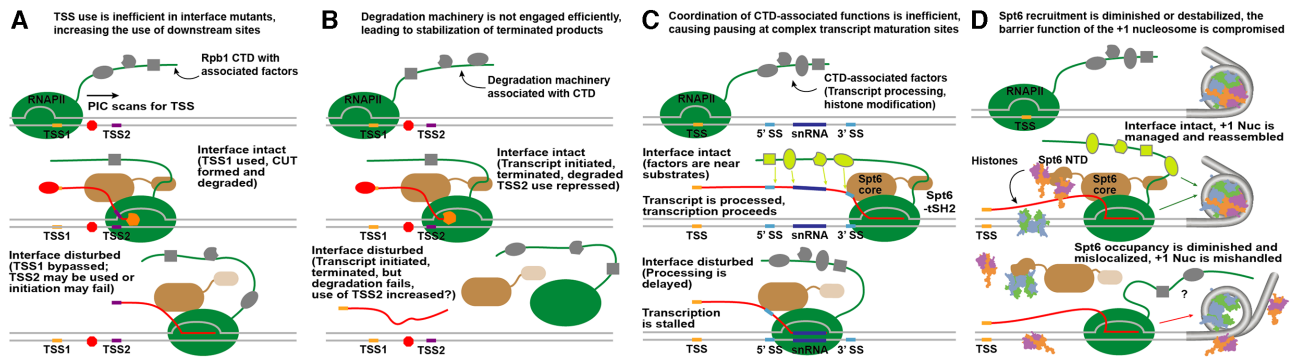 A
TSS use is inefficient in interface mutants,
increasing the use of downstream sites
Rpb1 CTD with
associated factors
RNAPII
PIC scans for TSS
TSS1
TSS2
Interface intact
(TSS1 used, CUT
formed and
degraded)
TSS1
TSS2
Interface disturbed
(TSS1 bypassed;
TSS2 may be used or
initiation may fail)
TSS1
TSS2
B
Degradation machinery is not engaged efficiently,
leading to stabilization of terminated products
RNAPII
Degradation machinery
associated with CTD
TSS1
TSS2
Interface intact
(Transcript initiated,
terminated, degraded
TSS2 use repressed)
TSS1
TSS2
Interface disturbed
(Transcript initiated,
terminated, but
degradation fails,
use of TSS2 increased?)
TSS1
TSS2
C
Coordination of CTD-associated functions is inefficient,
causing pausing at complex transcript maturation sites
RNAPII
CTD-associated factors
(Transcript processing,
histone modification)
TSS
5' SS
snRNA
3' SS
Interface intact
(factors are near
substrates)
Spt6
core
Transcript is processed,
transcription proceeds
Spt6
-tSH2
TSS
5' SS
snRNA
3' SS
Interface disturbed
(Processing is
delayed)
Transcription
is stalled
TSS
5' SS
snRNA
3' SS
D
Spt6 recruitment is diminished or destabilized, the
barrier function of the +1 nucleosome is compromised
RNAPII
TSS
Interface intact, +1 Nuc is
managed and reassembled
Histones
Spt6 NTD
Spt6
core
TSS
Spt6 occupancy is diminished and
mislocalized, +1 Nuc is mishandled
?
TSS